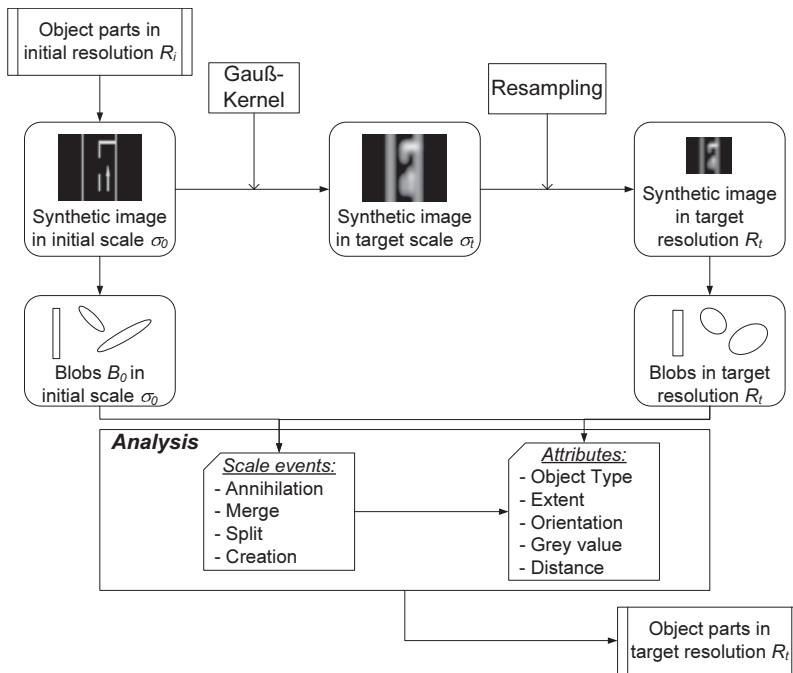 Object parts in
initial resolution Ri
Gauß-
Kernel
Resampling
Synthetic image
in initial scale σ0
Synthetic image
in target scale σt
Synthetic image
in target
resolution Rt
Blobs B0 in
initial scale σ0
Blobs in target
resolution Rt
Analysis
Scale events:
- Annihilation
- Merge
- Split
- Creation
Attributes:
- Object Type
- Extent
- Orientation
- Grey value
- Distance
Object parts in
target resolution Rt